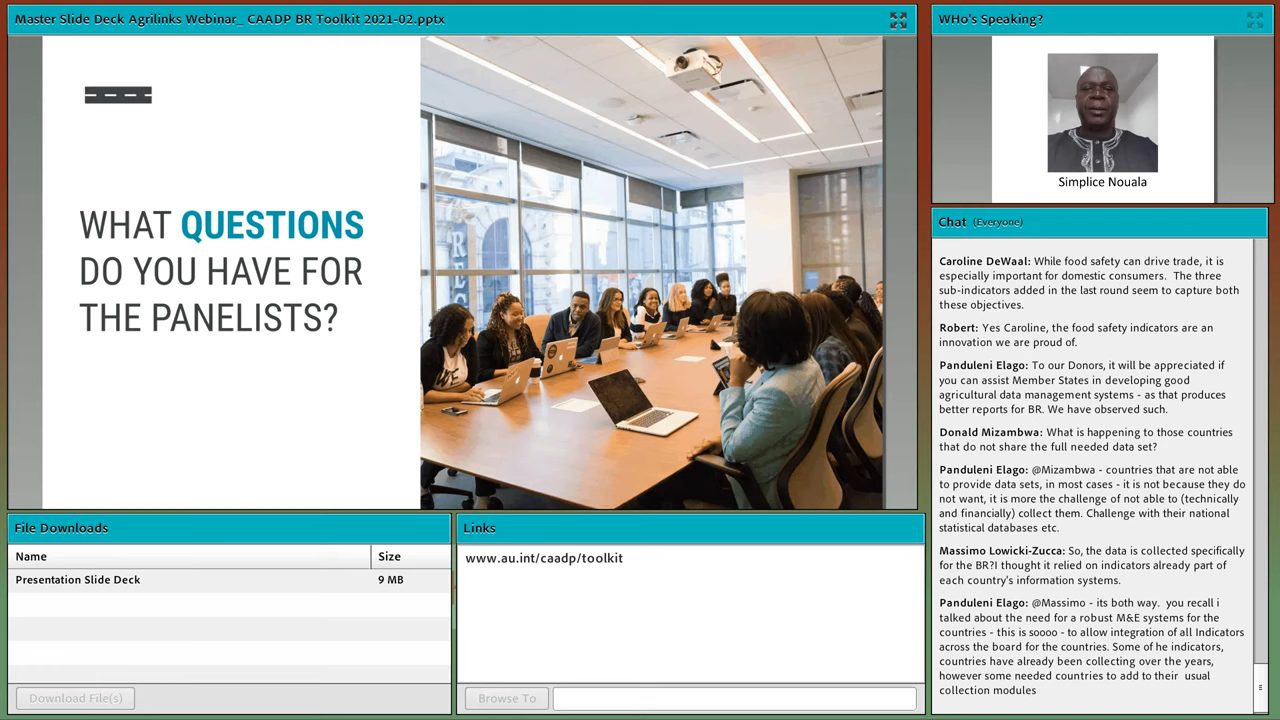 Master Slide Deck Agrilinks Webinar_ CAADP BR Toolkit 2021-02.pptx
WHAT QUESTIONS
DO YOU HAVE FOR
THE PANELISTS?
WHo's Speaking?
Simplice Nouala
Chat (Everyone)
Caroline DeWaal: While food safety can drive trade, it is
especially important for domestic consumers. The three
sub-indicators added in the last round seem to capture both
these objectives.
Robert: Yes Caroline, the food safety indicators are an
innovation we are proud of.
Panduleni Elago: To our Donors, it will be appreciated if
you can assist Member States in developing good
agricultural data management systems - as that produces
better reports for BR. We have observed such.
Donald Mizambwa: What is happening to those countries
that do not share the full needed data set?
Panduleni Elago: @Mizambwa - countries that are not able
to provide data sets, in most cases - it is not because they do
not want, it is more the challenge of not able to (technically
and financially) collect them. Challenge with their national
statistical databases etc.
Massimo Lowicki-Zucca: So, the data is collected specifically
for the BR?I thought it relied on indicators already part of
each country's information systems.
Panduleni Elago: @Massimo - its both way. you recall i
talked about the need for a robust M&E systems for the
countries - this is soooo - to allow integration of all Indicators
across the board for the countries. Some of he indicators,
countries have already been collecting over the years,
however some needed countries to add to their usual
collection modules
File Downloads
Name Size
Presentation Slide Deck 9 MB
Download File(s)
Links
www.au.int/caadp/toolkit
Browse To